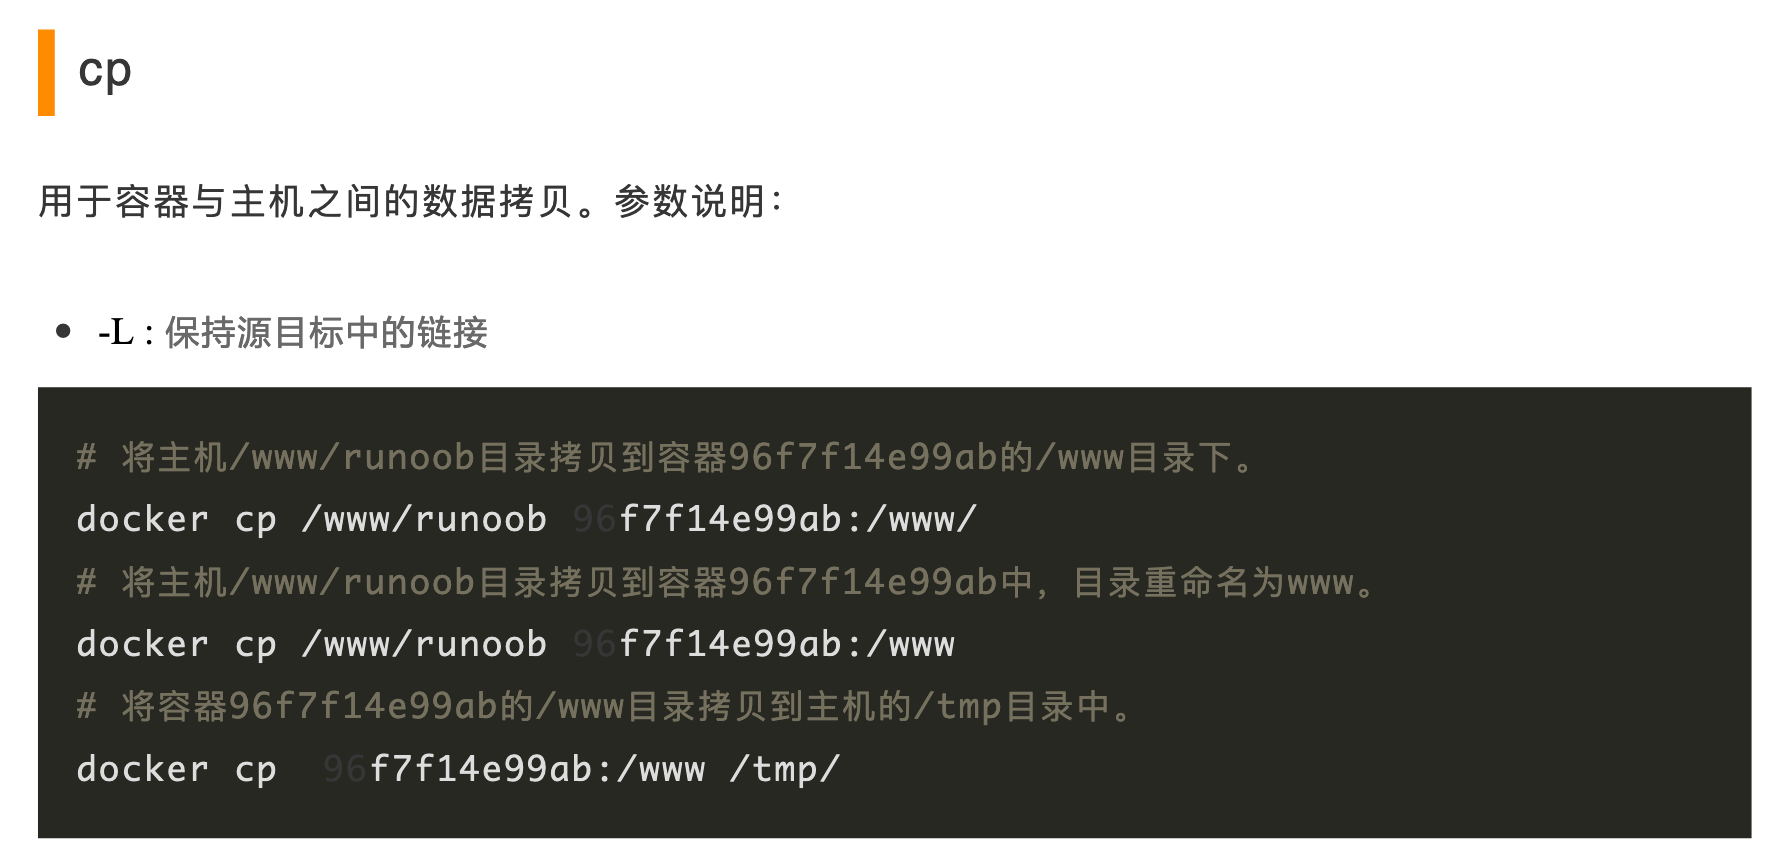 cp
用于容器与主机之间的数据拷贝。参数说明：
-L : 保持源目标中的链接
# 将主机/www/runoob目录拷贝到容器96f7f14e99ab的/www目录下。
docker cp /www/runoob 96f7f14e99ab:/www/
# 将主机/www/runoob目录拷贝到容器96f7f14e99ab中，目录重命名为www。
docker cp /www/runoob 96f7f14e99ab:/www
# 将容器96f7f14e99ab的/www目录拷贝到主机的/tmp目录中。
docker cp  96f7f14e99ab:/www /tmp/